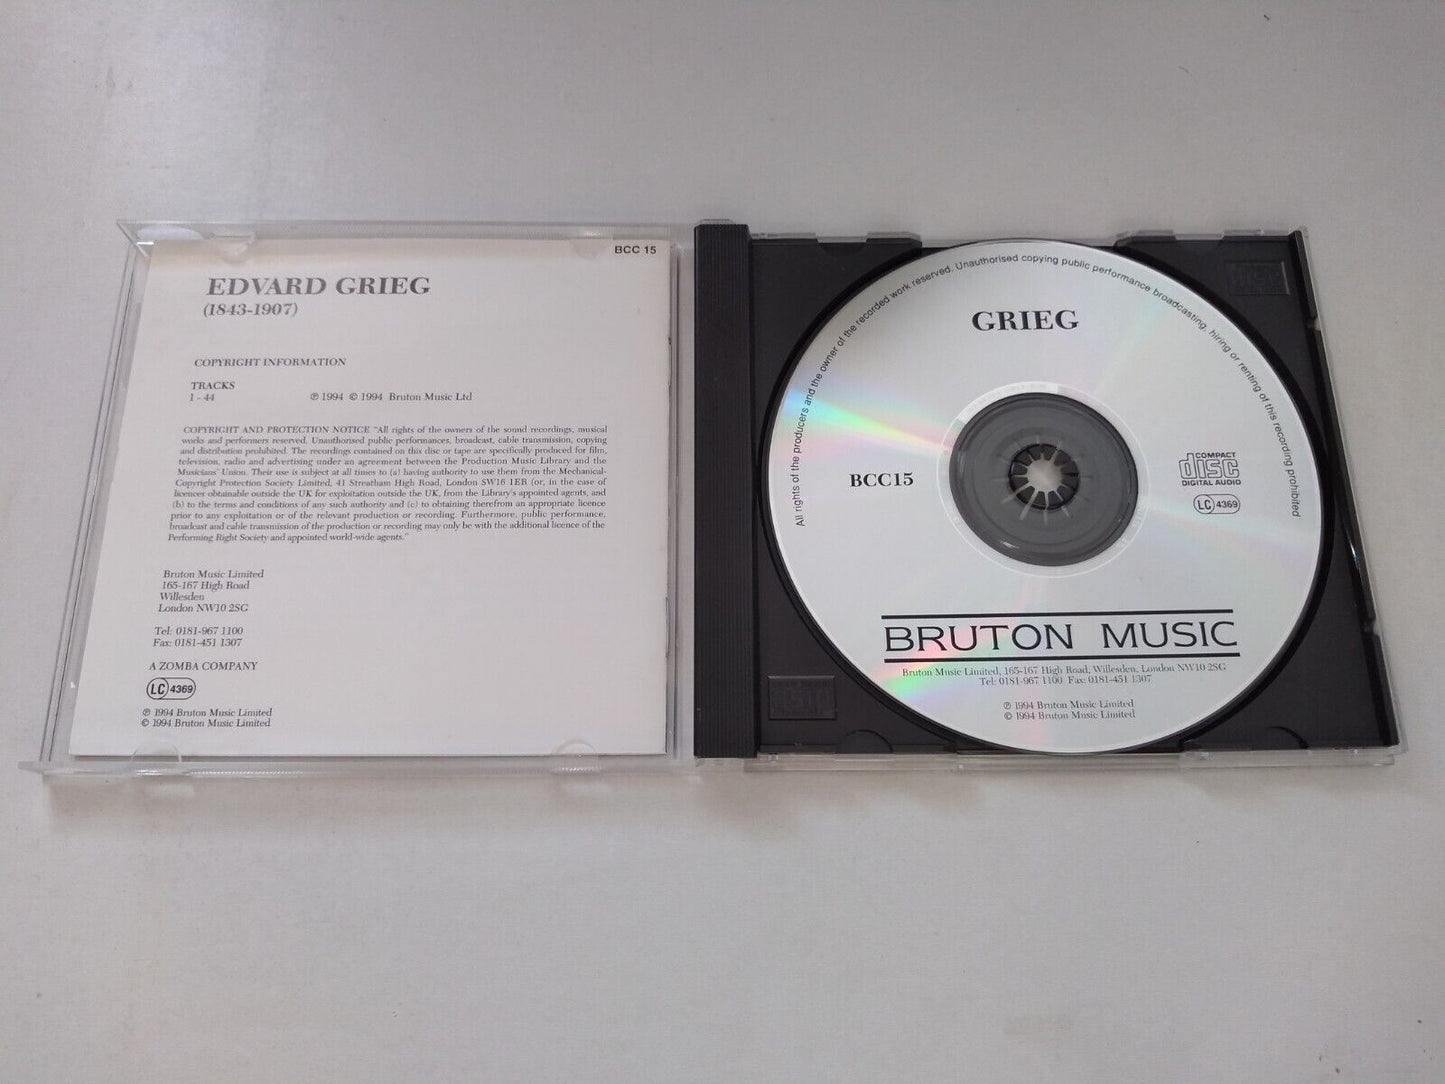 BCC 15
EDVARD GRIEG
(1843-1907)
COPYRIGHT INFORMATION
TRACKS
1 - 44 ℗ 1994 © 1994 Bruton Music Ltd
COPYRIGHT AND PROTECTION NOTICE "All rights of the owners of the sound recordings, musical
works and performers reserved. Unauthorised public performances, broadcast, cable transmission, copying
and distribution prohibited. The recordings contained on this disc or tape are specifically produced for film,
television, radio and advertising under an agreement between the Production Music Library and the
Musicians' Union. Their use is subject at all times to (a) having authority to use them from the Mechanical-
Copyright Protection Society Limited, 41 Streatham High Road, London SW16 1ER (or, in the case of
licences obtainable outside the UK for exploitation outside the UK, from the Library's appointed agents, and
(b) to the terms and conditions of any such authority and (c) to obtaining therefrom an appropriate licence
prior to any exploitation or of the relevant production or recording. Furthermore, public performance,
broadcast and cable transmission of the production or recording may only be with the additional licence of the
Performing Right Society and appointed world-wide agents."
Bruton Music Limited
165-167 High Road
Willesden
London NW10 2SG
Tel: 0181-967 1100
Fax: 0181-451 1307
A ZOMBA COMPANY
LC 4369
℗ 1994 Bruton Music Limited
© 1994 Bruton Music Limited
All rights of the producers and the owner of the recorded work reserved. Unauthorised copying public performance broadcasting, hiring or renting of this recording prohibited
GRIEG
BCC15
COMPACT
disc
DIGITAL AUDIO
LC 4369
BRUTON MUSIC
Bruton Music Limited, 165-167 High Road, Willesden, London NW10 2SG
Tel: 0181-967 1100 Fax: 0181-451 1307
℗ 1994 Bruton Music Limited
© 1994 Bruton Music Limited